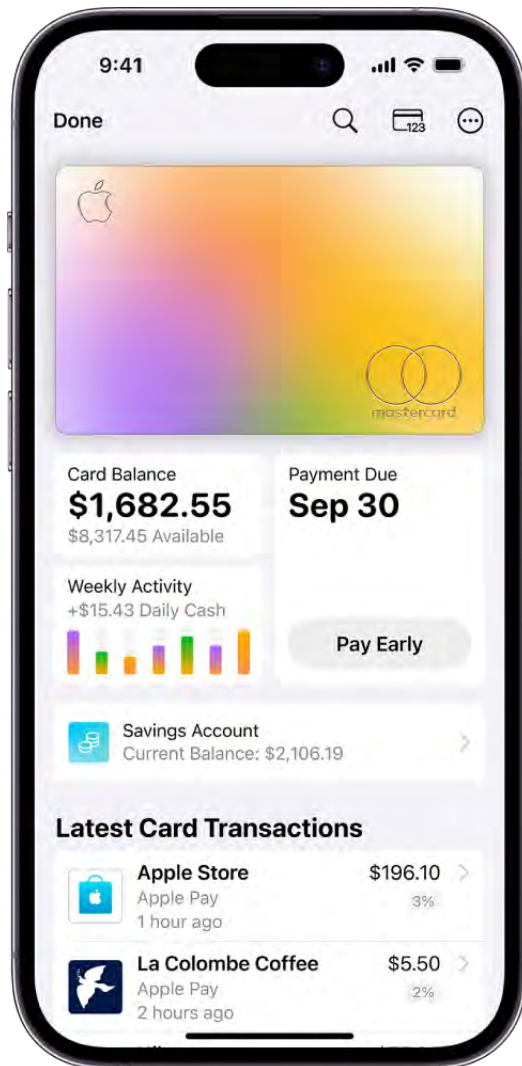 9:41
Done
123
mastercard
Card Balance
$1,682.55
$8,317.45 Available
Payment Due
Sep 30
Weekly Activity
+$15.43 Daily Cash
Pay Early
Savings Account
Current Balance: $2,106.19
Latest Card Transactions
Apple Store
$196.10
Apple Pay
3%
1 hour ago
La Colombe Coffee
$5.50
Apple Pay
2%
2 hours ago